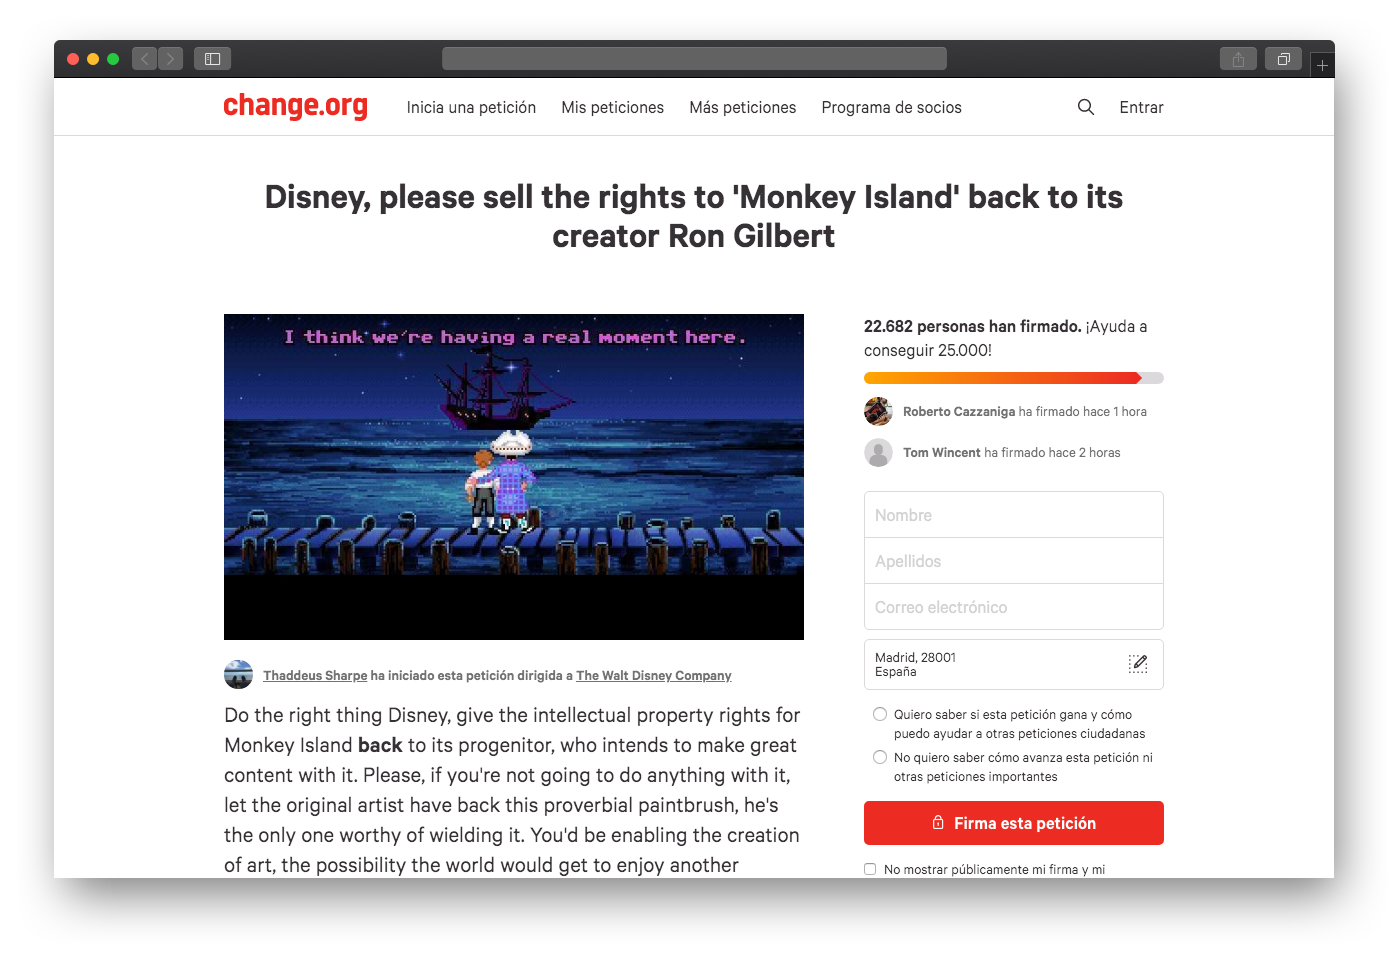 change.org
Inicia una petición
Mis peticiones
Más peticiones
Programa de socios
Entrar
Disney, please sell the rights to 'Monkey Island' back to its
creator Ron Gilbert
I think we're having a real moment here.
Thaddeus Sharpe ha iniciado esta petición dirigida a The Walt Disney Company
Do the right thing Disney, give the intellectual property rights for
Monkey Island back to its progenitor, who intends to make great
content with it. Please, if you're not going to do anything with it,
let the original artist have back this proverbial paintbrush, he's
the only one worthy of wielding it. You'd be enabling the creation
of art, the possibility the world would get to enjoy another
22.682 personas han firmado. ¡Ayuda a
conseguir 25.000!
Roberto Cazzaniga ha firmado hace 1 hora
Tom Wincent ha firmado hace 2 horas
Nombre
Apellidos
Correo electrónico
Madrid, 28001
España
Quiero saber si esta petición gana y cómo
puedo ayudar a otras peticiones ciudadanas
No quiero saber cómo avanza esta petición ni
otras peticiones importantes
Firma esta petición
No mostrar públicamente mi firma y mi